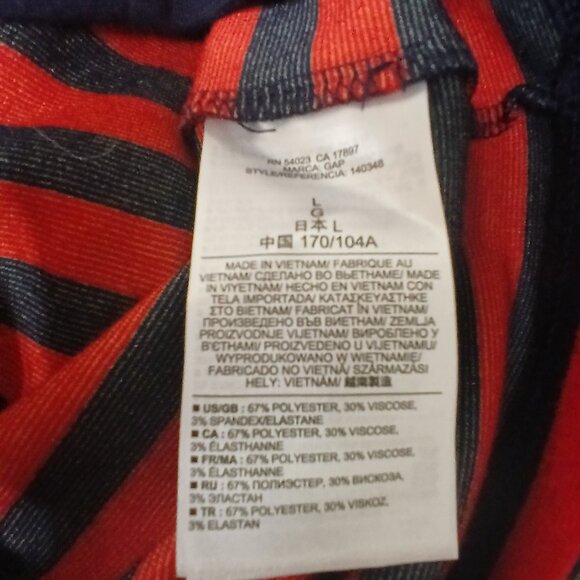 RN 54023 CA 17897
MARCA: GAP
STYLE/REFERENCIA: 140348
L
G
日本 L
中国 170/104A
MADE IN VIETNAM/ FABRIQUE AU
VIETNAM/ СДЕЛАНО ВО ВЬЕТНАМЕ/ MADE
IN VIYETNAM/ HECHO EN VIETNAM CON
TELA IMPORTADA/ ΚΑΤΑΣΚΕΥΑΣΤΗΚΕ
ΣΤΟ ΒΙΕΤΝΑΜ/ FABRICAT ÎN VIETNAM/
ПРОИЗВЕДЕНО ВЪВ ВИЕТНАМ/ ZEMLJA
PROIZVODNJE VIJETNAM/ ВИРОБЛЕНО У
В'ЄТНАМІ/ PROIZVEDENO U VIJETNAMU/
WYPRODUKOWANO W WIETNAMIE/
FABRICADO NO VIETNÃ/ SZÁRMAZÁSI
HELY: VIETNÁM/ 越南製造
■ US/GB : 67% POLYESTER, 30% VISCOSE,
3% SPANDEX/ELASTANE
■ CA : 67% POLYESTER, 30% VISCOSE,
3% ÉLASTHANNE
■ FR/MA : 67% POLYESTER, 30% VISCOSE,
3% ÉLASTHANNE
■ RU : 67% ПОЛИЭСТЕР, 30% ВИСКОЗА,
3% ЭЛАСТАН
■ TR : 67% POLYESTER, 30% VISKOZ,
3% ELASTAN